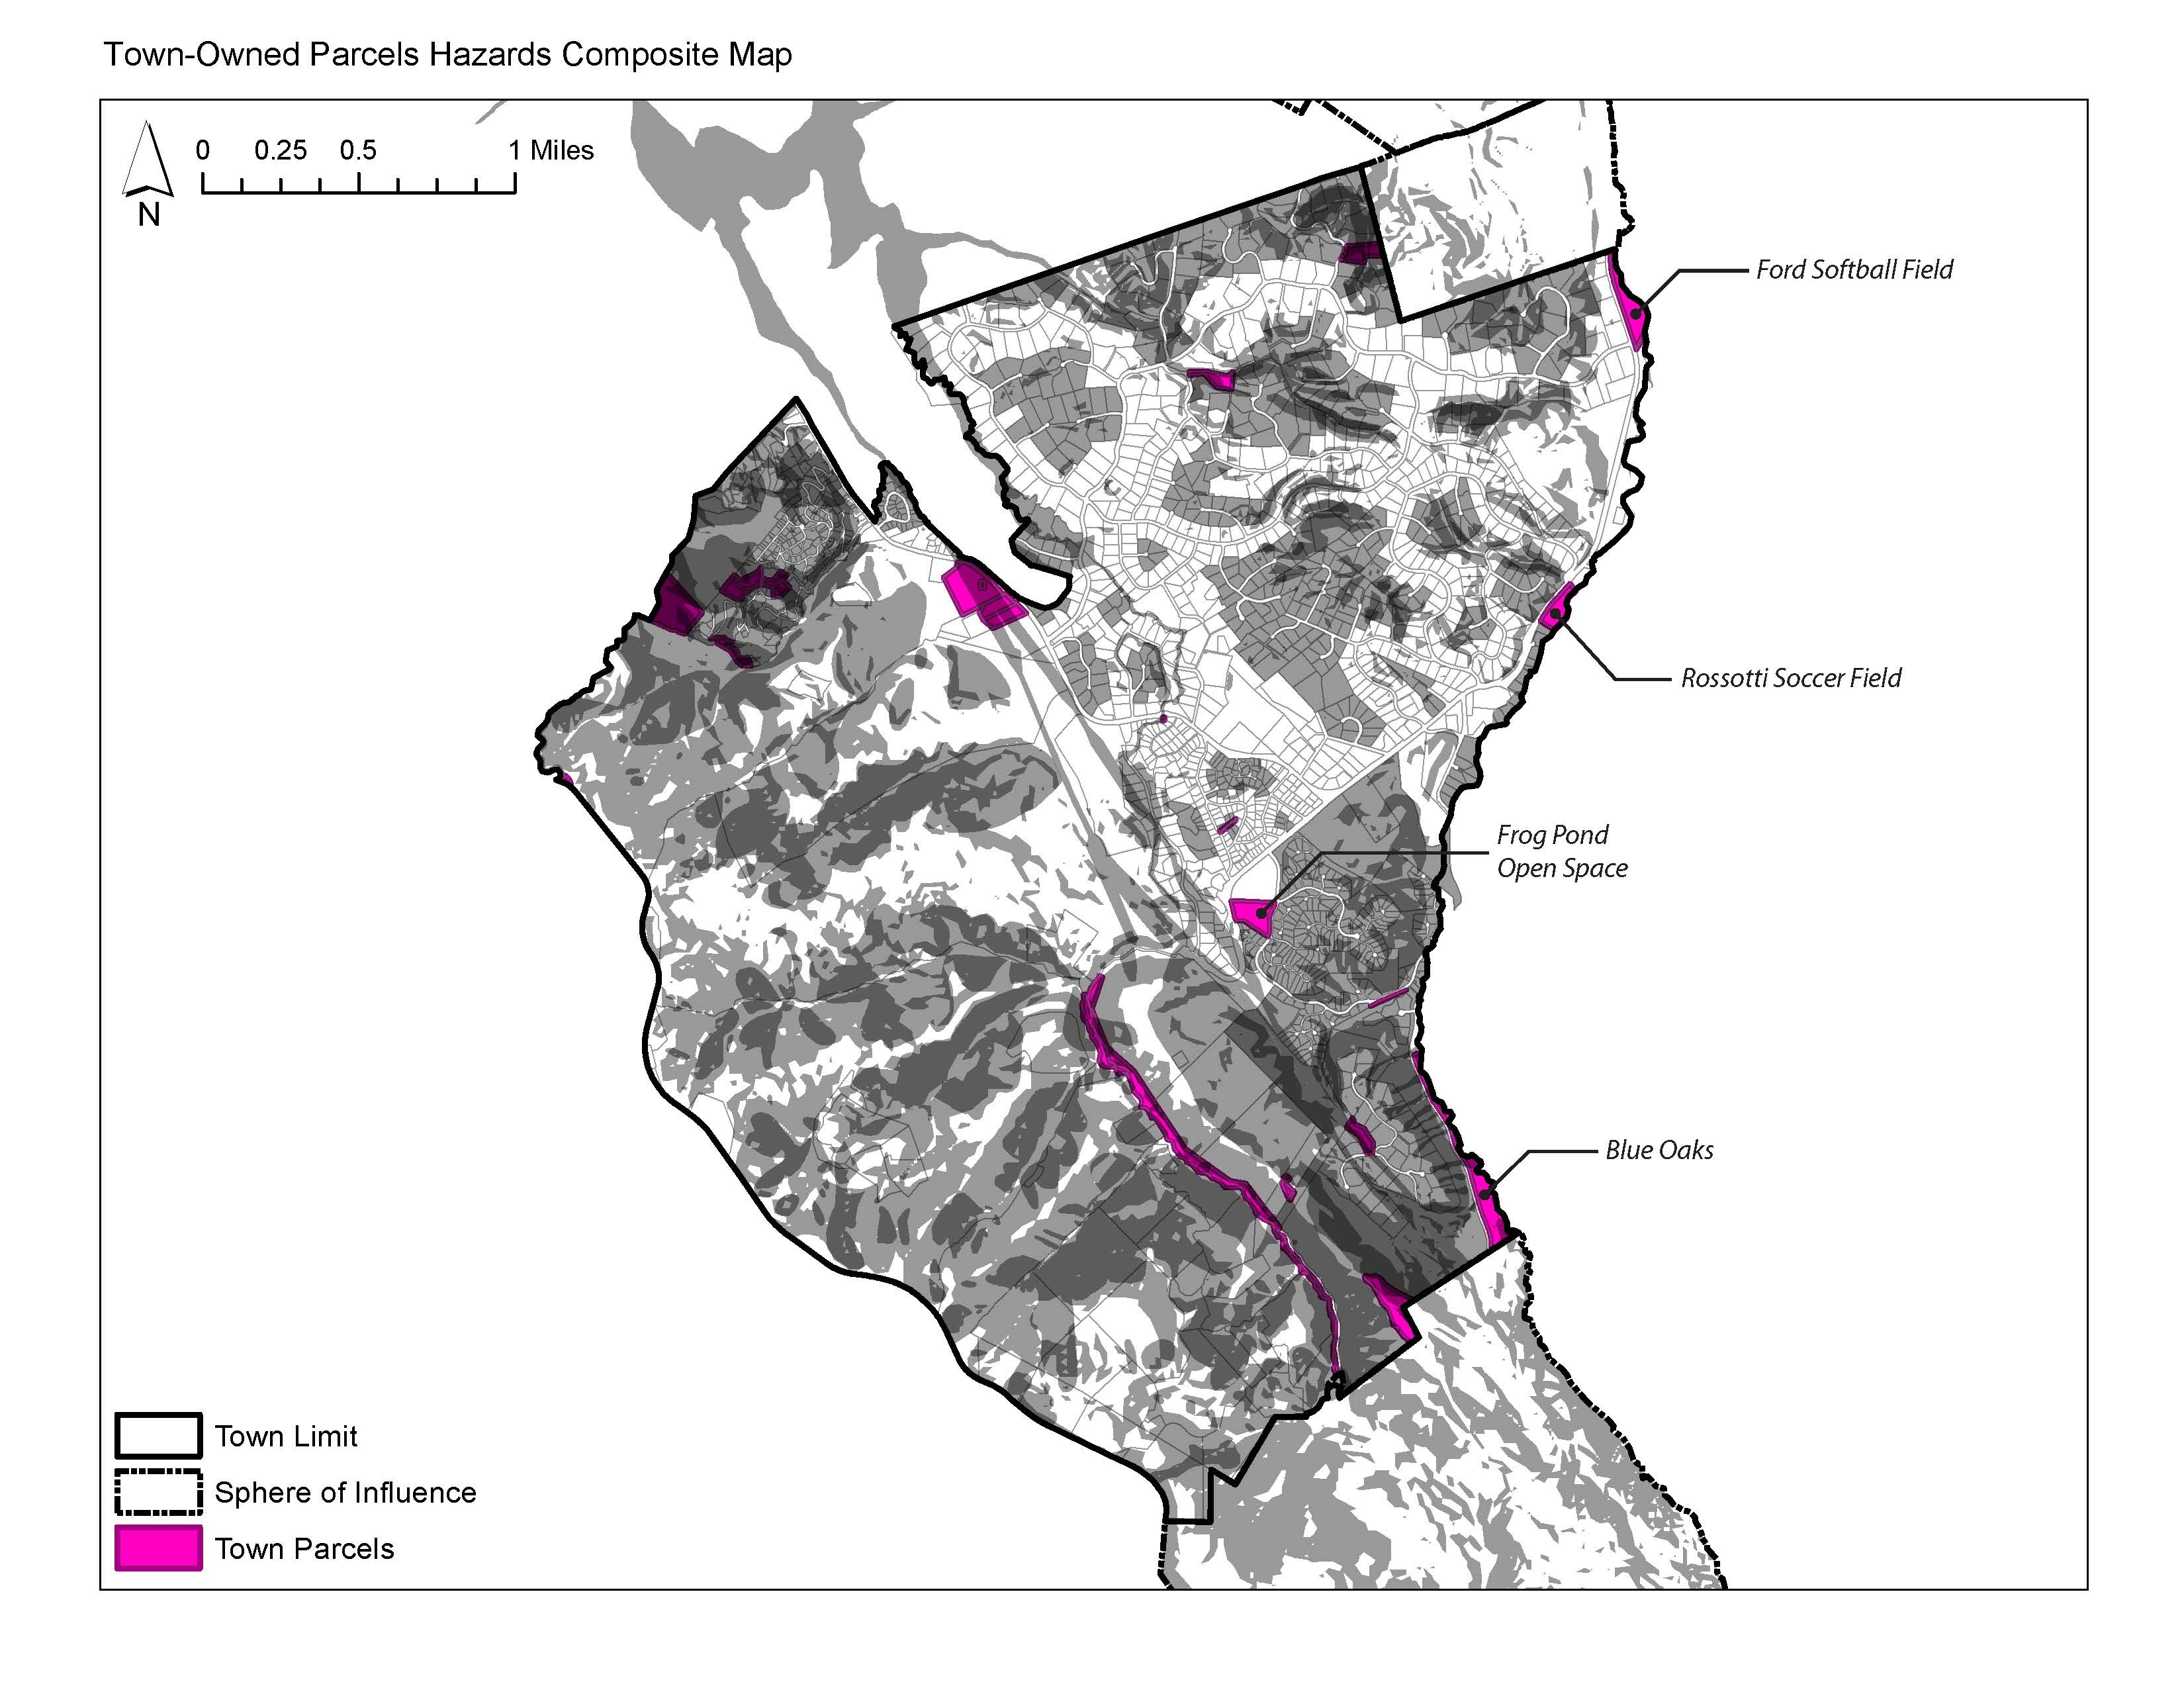 Town-Owned Parcels Hazards Composite Map
0 0.25 0.5 1 Miles
N
Ford Softball Field
Rossotti Soccer Field
Frog Pond
Open Space
Blue Oaks
Town Limit
Sphere of Influence
Town Parcels